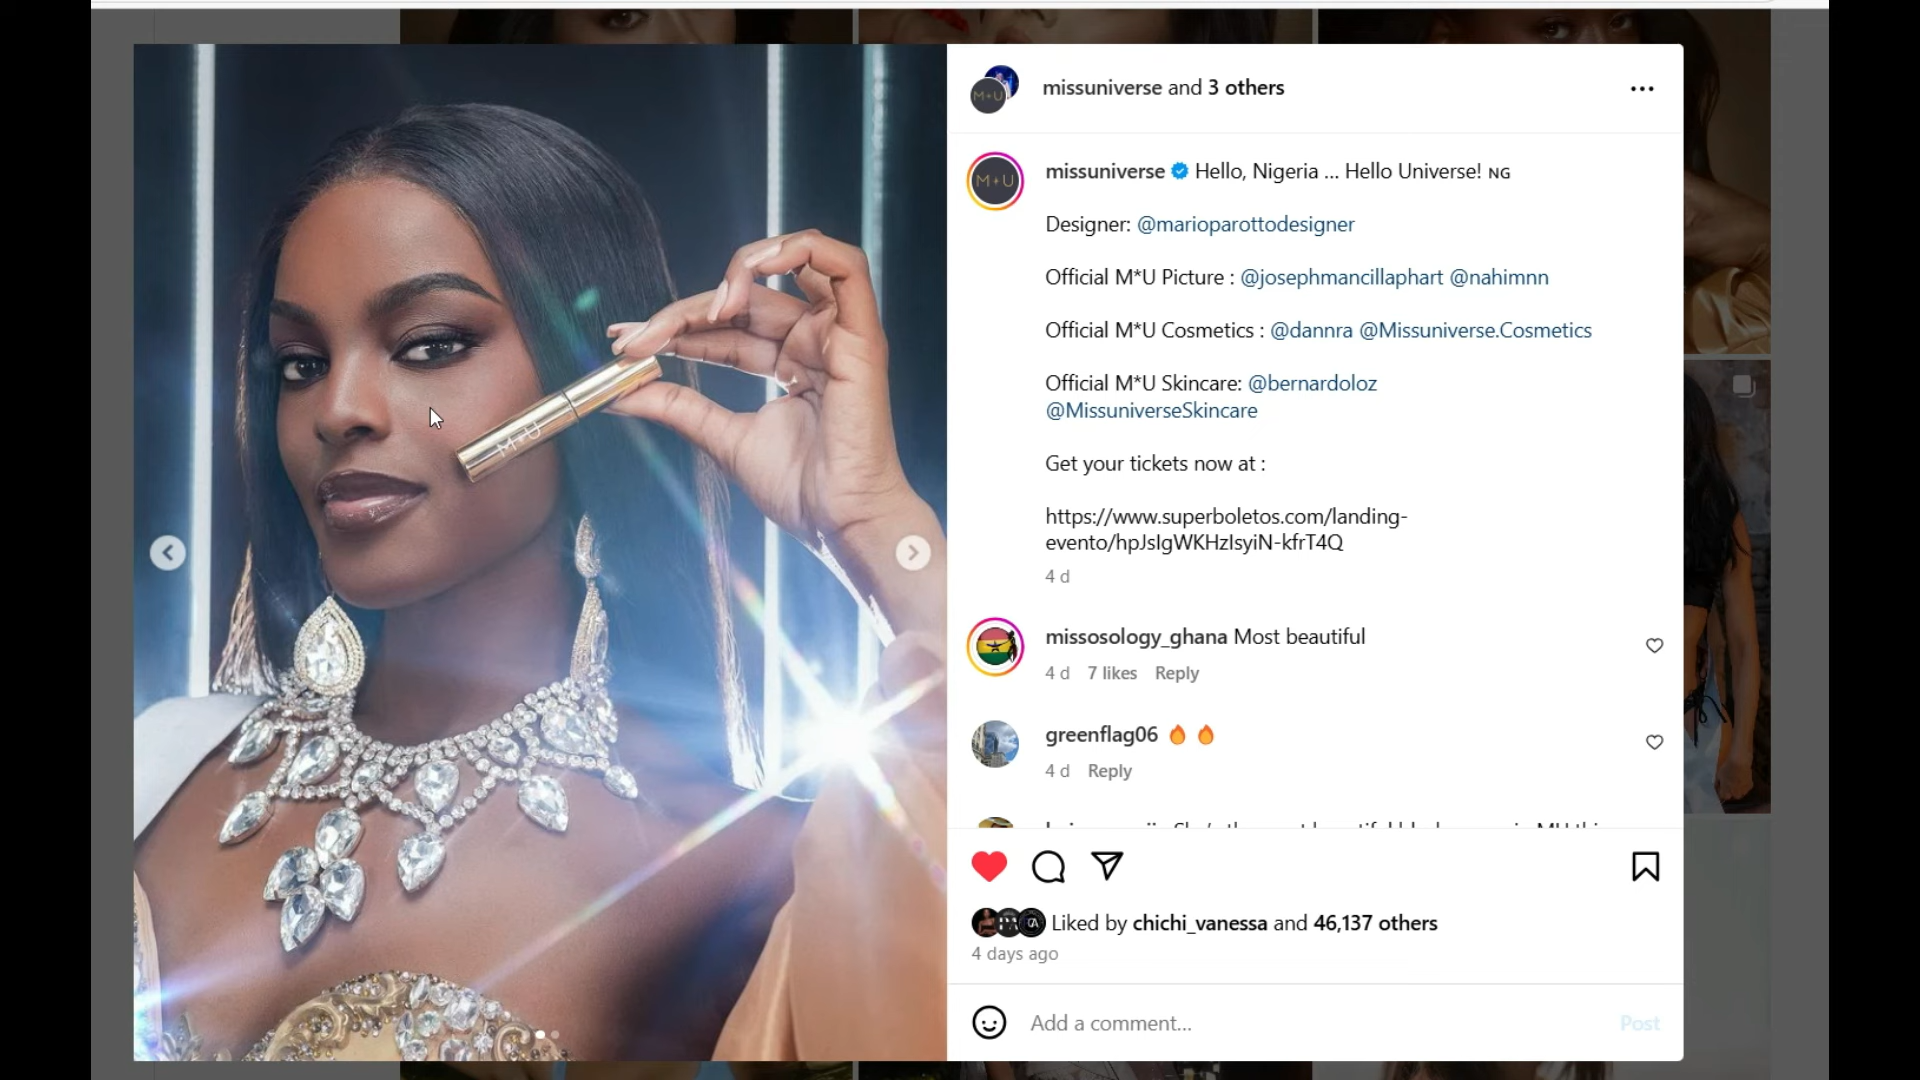 M+U
missuniverse and 3 others
M+U
missuniverse Hello, Nigeria ... Hello Universe! NG
Designer: @marioparottodesigner
Official M*U Picture : @josephmancillaphart @nahimnn
Official M*U Cosmetics : @dannra @Missuniverse.Cosmetics
Official M*U Skincare: @bernardoloz
@MissuniverseSkincare
Get your tickets now at :
https://www.superboletos.com/landing-
4 d
missosology_ghana Most beautiful
4 d 7 likes Reply
greenflag06 🔥 🔥
4 d Reply
Liked by chichi_vanessa and 46,137 others
4 days ago
Add a comment...
Post
M+U